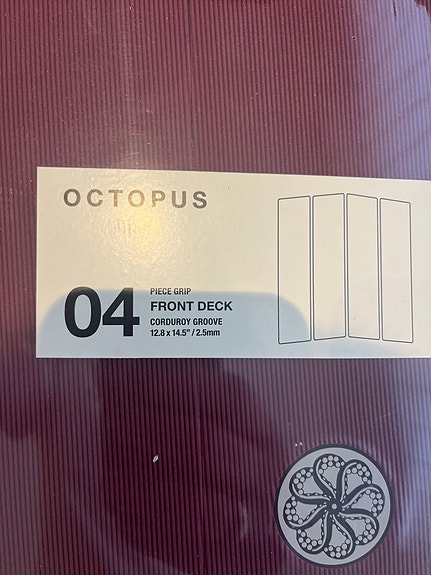 OCTOPUS
04
PIECE GRIP
FRONT DECK
CORDUROY GROOVE
12.8 x 14.5" / 2.5mm